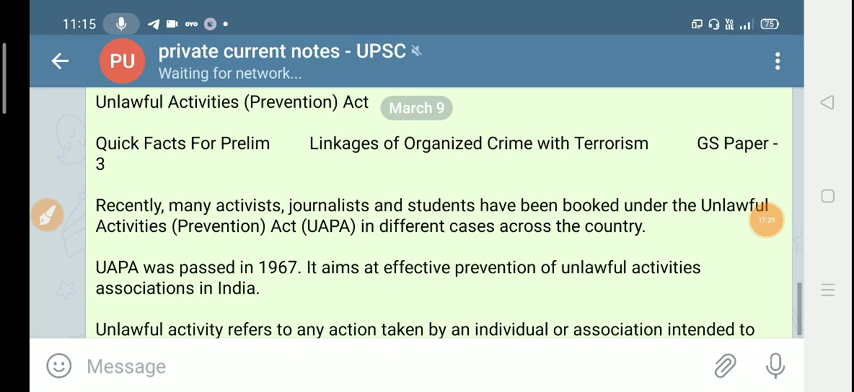 11:15
OYO
75
PU
private current notes - UPSC
Waiting for network...
Unlawful Activities (Prevention) Act
March 9
Quick Facts For Prelim Linkages of Organized Crime with Terrorism GS Paper -
3
Recently, many activists, journalists and students have been booked under the Unlawful
Activities (Prevention) Act (UAPA) in different cases across the country.
17:29
UAPA was passed in 1967. It aims at effective prevention of unlawful activities
associations in India.
Unlawful activity refers to any action taken by an individual or association intended to
Message